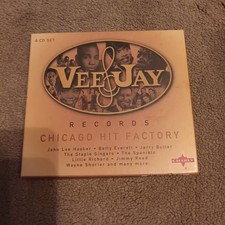 4 CD SET
VEE JAY
RECORDS
CHICAGO HIT FACTORY
John Lee Hooker • Betty Everett • Jerry Butler
The Staple Singers • The Spaniels
Little Richard • Jimmy Reed
Wayne Shorter and many more
CHARLY